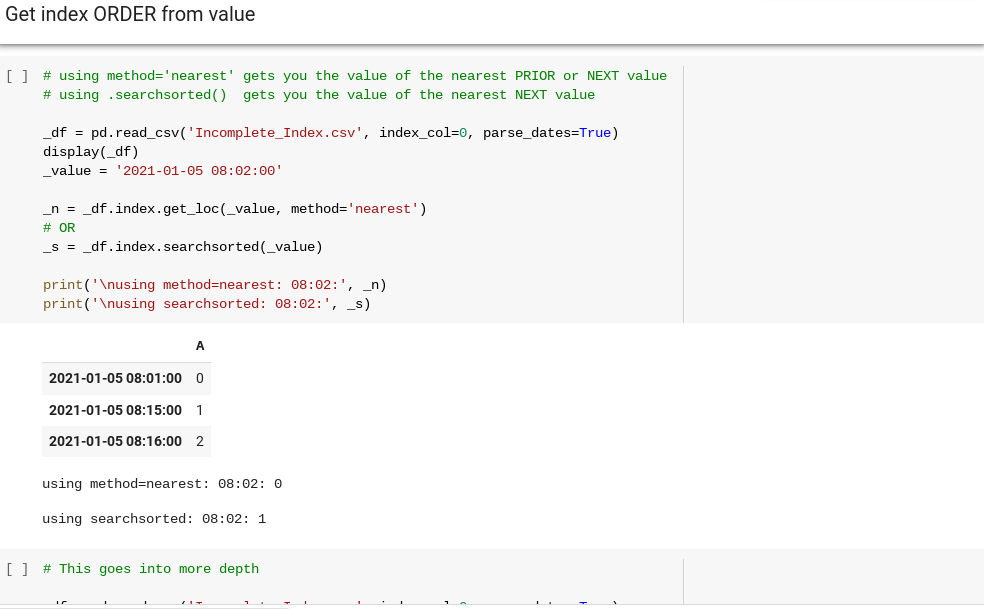 Get index ORDER from value
[ ] # using method='nearest' gets you the value of the nearest PRIOR or NEXT value
# using .searchsorted()  gets you the value of the nearest NEXT value
_df = pd.read_csv('Incomplete_Index.csv', index_col=0, parse_dates=True)
display(_df)
_value = '2021-01-05 08:02:00'
_n = _df.index.get_loc(_value, method='nearest')
# OR
_s = _df.index.searchsorted(_value)
print('\nusing method=nearest: 08:02:', _n)
print('\nusing searchsorted: 08:02:', _s)
A
2021-01-05 08:01:00 0
2021-01-05 08:15:00 1
2021-01-05 08:16:00 2
using method=nearest: 08:02: 0
using searchsorted: 08:02: 1
[ ] # This goes into more depth